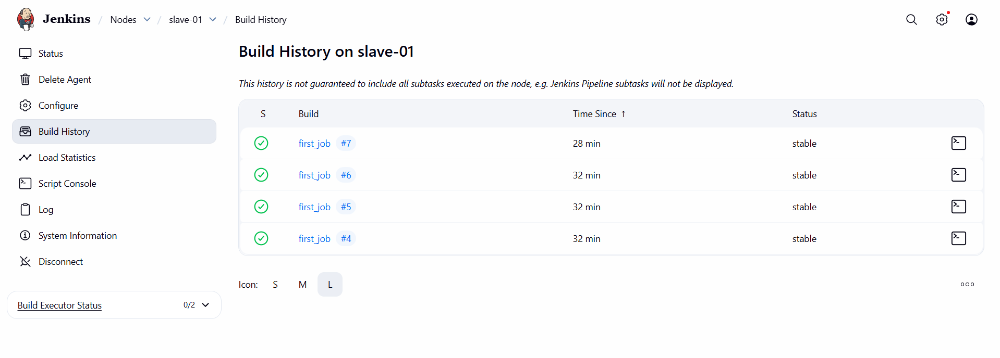 Jenkins / Nodes / slave-01 / Build History
Status
Delete Agent
Configure
Build History
Load Statistics
Script Console
Log
System Information
Disconnect
Build Executor Status 0/2
Build History on slave-01
This history is not guaranteed to include all subtasks executed on the node, e.g. Jenkins Pipeline subtasks will not be displayed.
S Build Time Since ↑ Status
first_job #7 28 min stable
first_job #6 32 min stable
first_job #5 32 min stable
first_job #4 32 min stable
Icon: S M L